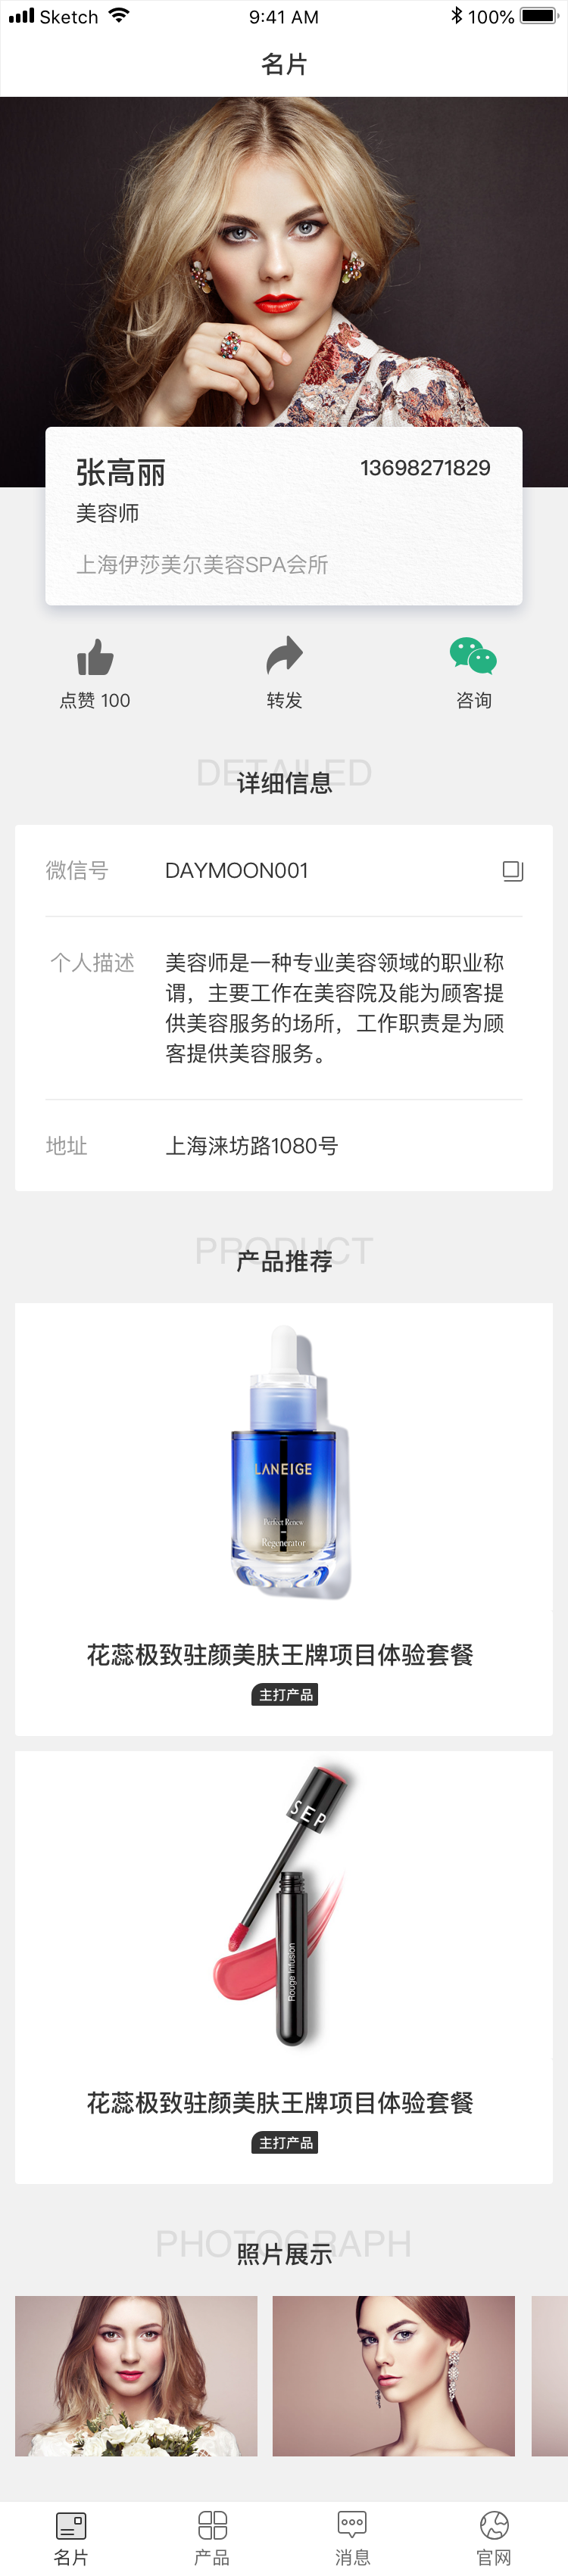 Sketch 9:41 AM 100%
名片
张高丽 13698271829
美容师
上海伊莎美尔美容SPA会所
点赞 100 转发 咨询
DETAILED
详细信息
微信号 DAYMOON001
个人描述 美容师是一种专业美容领域的职业称
谓，主要工作在美容院及能为顾客提
供美容服务的场所，工作职责是为顾
客提供美容服务。
地址 上海涞坊路1080号
PRODUCT
产品推荐
LANEIGE
Perfect Renew
Regenerator
花蕊极致驻颜美肤王牌项目体验套餐
主打产品
SEP
Rouge Infusion
花蕊极致驻颜美肤王牌项目体验套餐
主打产品
PHOTOGRAPH
照片展示
名片 产品 消息 官网